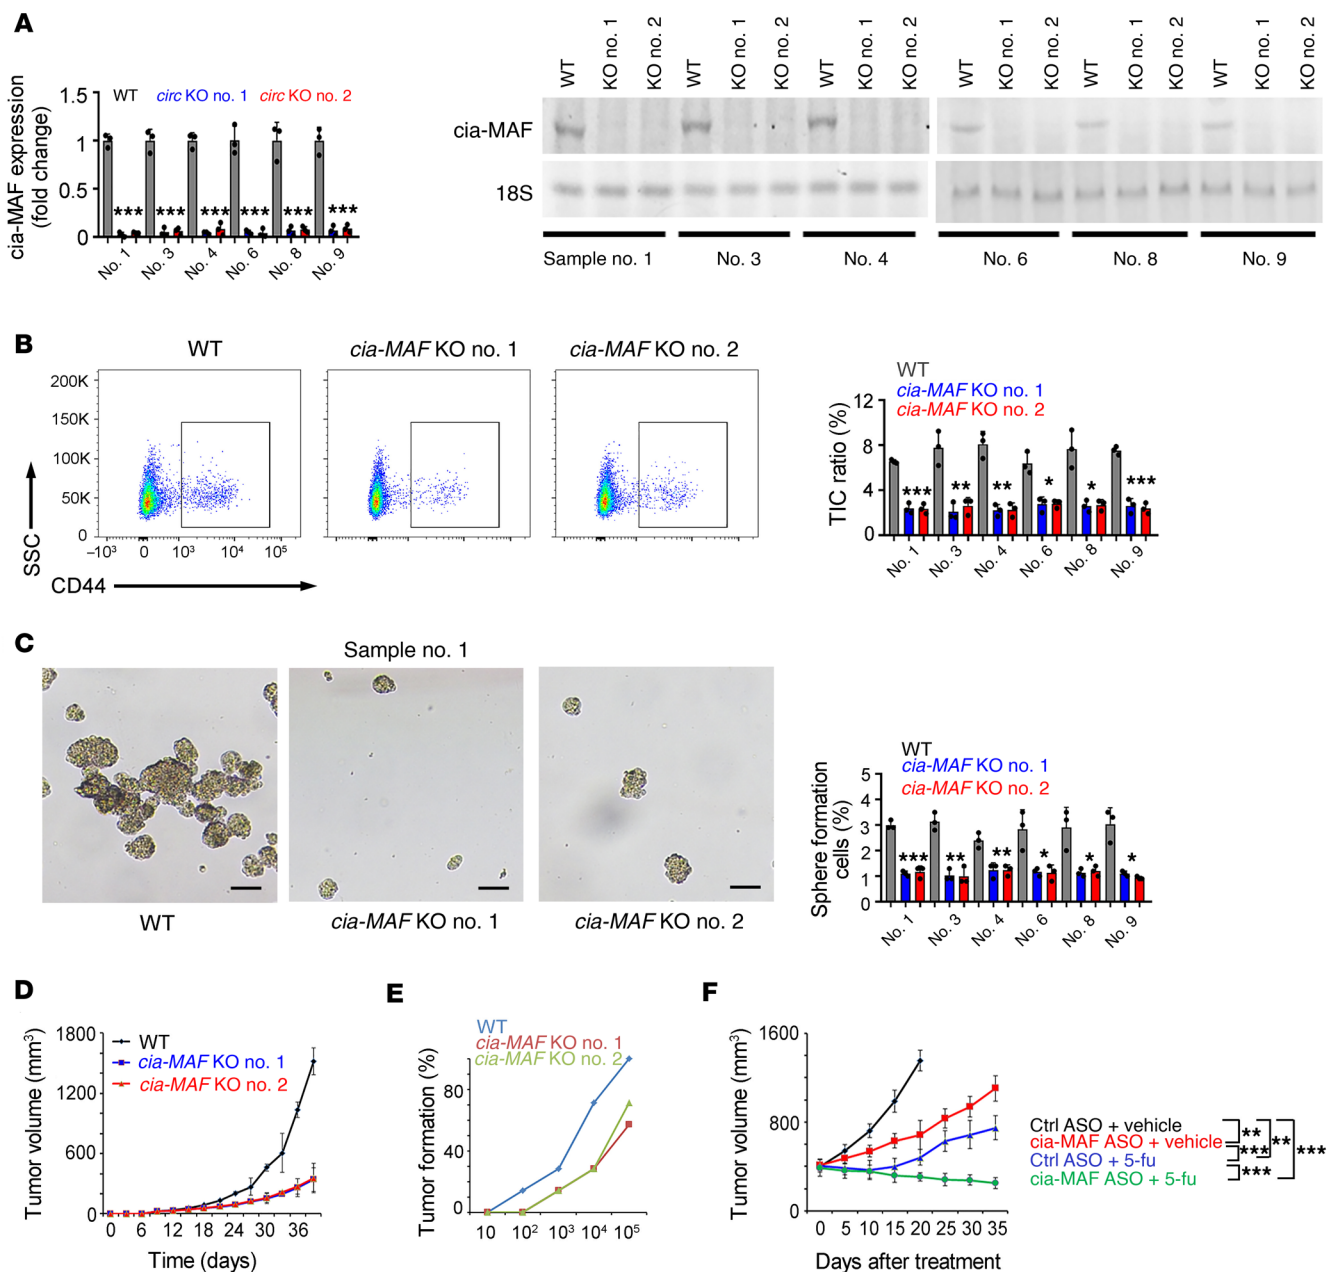 A
cia-MAF expression
(fold change)
1.5
1
0.5
0
WT circ KO no. 1 circ KO no. 2
*** *** *** *** *** ***
No. 1 No. 3 No. 4 No. 6 No. 8 No. 9
WT KO no. 1 KO no. 2 WT KO no. 1 KO no. 2 WT KO no. 1 KO no. 2 WT KO no. 1 KO no. 2 WT KO no. 1 KO no. 2 WT KO no. 1 KO no. 2
cia-MAF
18S
Sample no. 1 No. 3 No. 4 No. 6 No. 8 No. 9
B
WT cia-MAF KO no. 1 cia-MAF KO no. 2
200K
150K
100K
50K
0
SSC
−10³ 0 10³ 10⁴ 10⁵
CD44
WT
cia-MAF KO no. 1
cia-MAF KO no. 2
TIC ratio (%)
12
8
4
0
*** ** ** * * ***
No. 1 No. 3 No. 4 No. 6 No. 8 No. 9
C
Sample no. 1
WT cia-MAF KO no. 1 cia-MAF KO no. 2
WT
cia-MAF KO no. 1
cia-MAF KO no. 2
Sphere formation
cells (%)
5
4
3
2
1
0
*** ** ** * * *
No. 1 No. 3 No. 4 No. 6 No. 8 No. 9
D
Tumor volume (mm³)
1800
1200
600
0
WT
cia-MAF KO no. 1
cia-MAF KO no. 2
0 6 12 18 24 30 36
Time (days)
E
WT
cia-MAF KO no. 1
cia-MAF KO no. 2
Tumor formation (%)
80
40
0
10 10² 10³ 10⁴ 10⁵
F
Tumor volume (mm³)
1600
800
400
0
0 5 10 15 20 25 30 35
Days after treatment
Ctrl ASO + vehicle
cia-MAF ASO + vehicle
Ctrl ASO + 5-fu
cia-MAF ASO + 5-fu
** *** *** ** ***